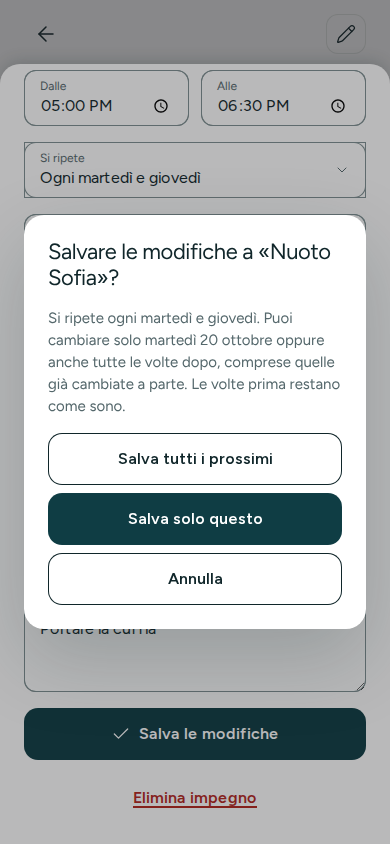 Dalle
05:00 PM
Alle
06:30 PM
Si ripete
Ogni martedì e giovedì
Salvare le modifiche a «Nuoto
Sofia»?
Si ripete ogni martedì e giovedì. Puoi
cambiare solo martedì 20 ottobre oppure
anche tutte le volte dopo, comprese quelle
già cambiate a parte. Le volte prima restano
come sono.
Salva tutti i prossimi
Salva solo questo
Annulla
Portare la cuffia
Salva le modifiche
Elimina impegno